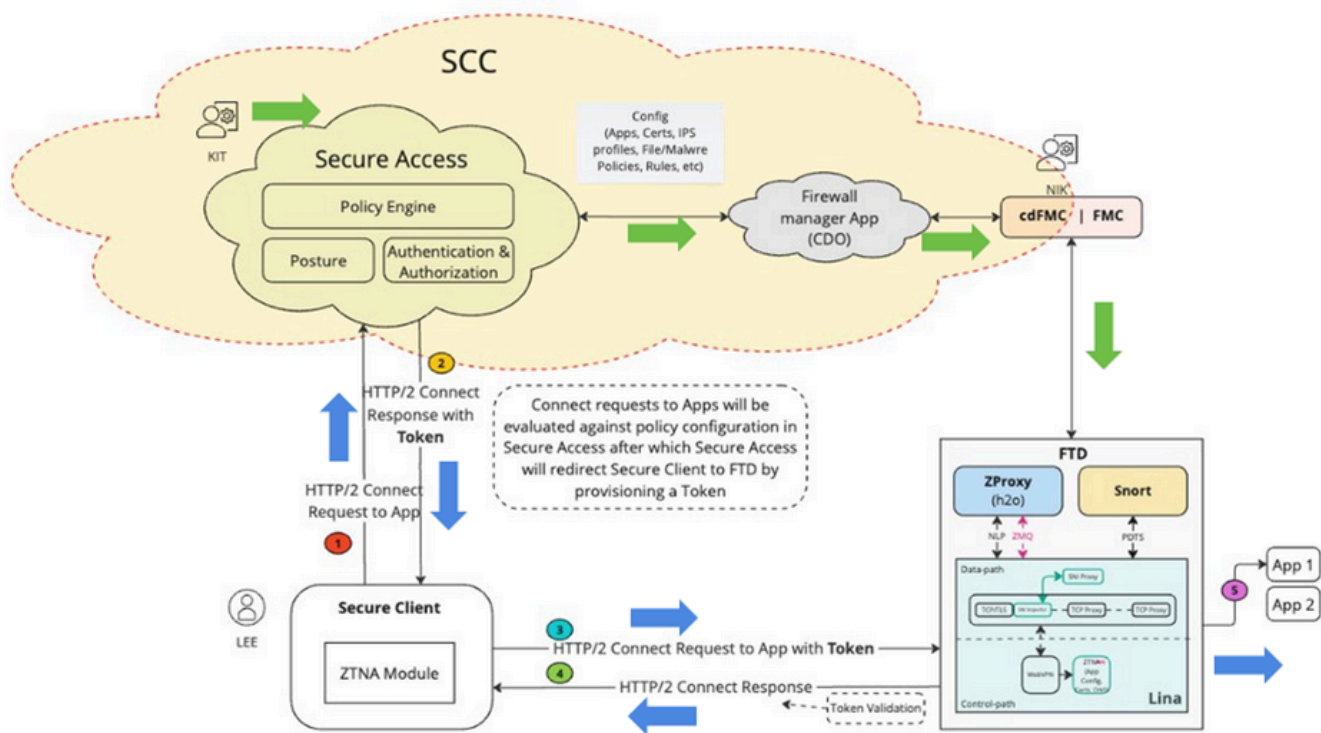 SCC
KIT
Secure Access
Policy Engine
Posture
Authentication &
Authorization
Config
(Apps, Certs, IPS
profiles, File/Malwre
Policies, Rules, etc)
Firewall
manager App
(CDO)
NIK
cdFMC | FMC
2
HTTP/2 Connect
Response with
Token
HTTP/2 Connect
Request to App
1
Connect requests to Apps will be
evaluated against policy configuration in
Secure Access after which Secure Access
will redirect Secure Client to FTD by
provisioning a Token
FTD
ZProxy
(h2o)
Snort
NLP
ZMQ
PDTS
Data-path
SNI Proxy
TCP/TLS
TCP Proxy
TCP Proxy
WebVPN
Control-path
Lina
5
App 1
App 2
LEE
Secure Client
ZTNA Module
3
HTTP/2 Connect Request to App with Token
4
HTTP/2 Connect Response
Token Validation